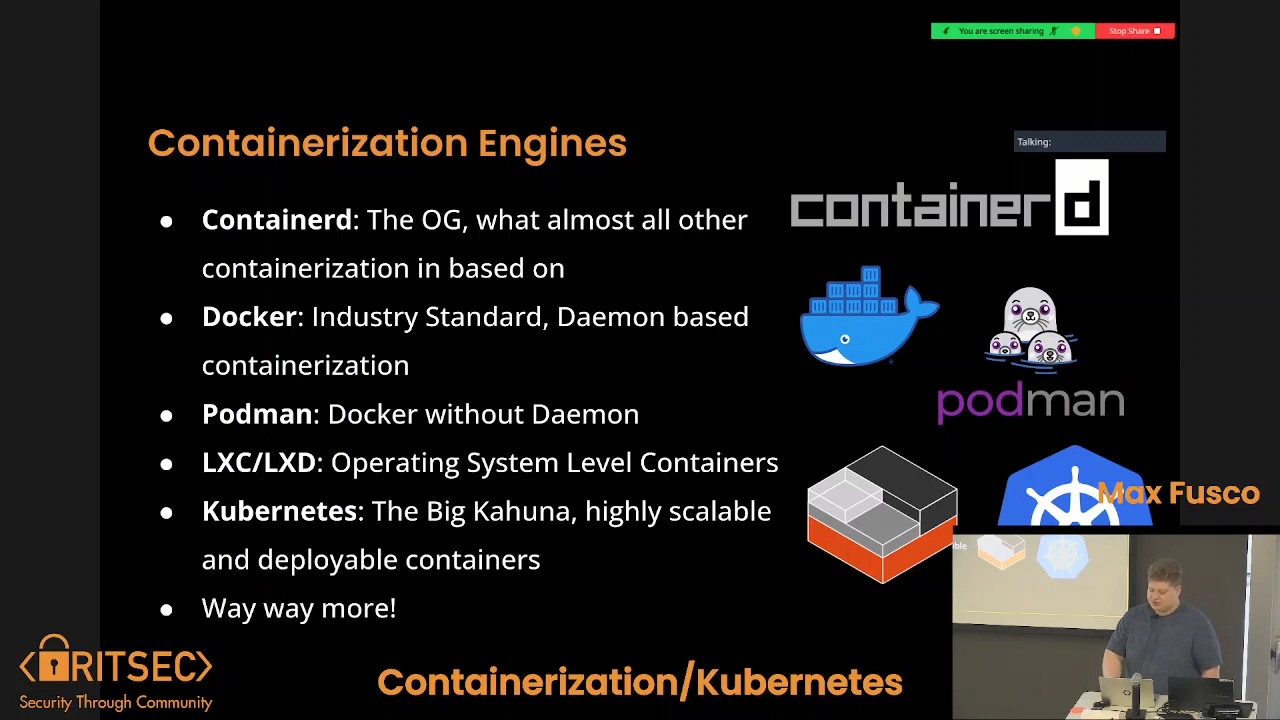 You are screen sharing
Stop Share
Containerization Engines
Talking:
● Containerd: The OG, what almost all other
containerization in based on
● Docker: Industry Standard, Daemon based
containerization
● Podman: Docker without Daemon
● LXC/LXD: Operating System Level Containers
● Kubernetes: The Big Kahuna, highly scalable
and deployable containers
● Way way more!
containerd
podman
Max Fusco
RITSEC
Security Through Community
Containerization/Kubernetes